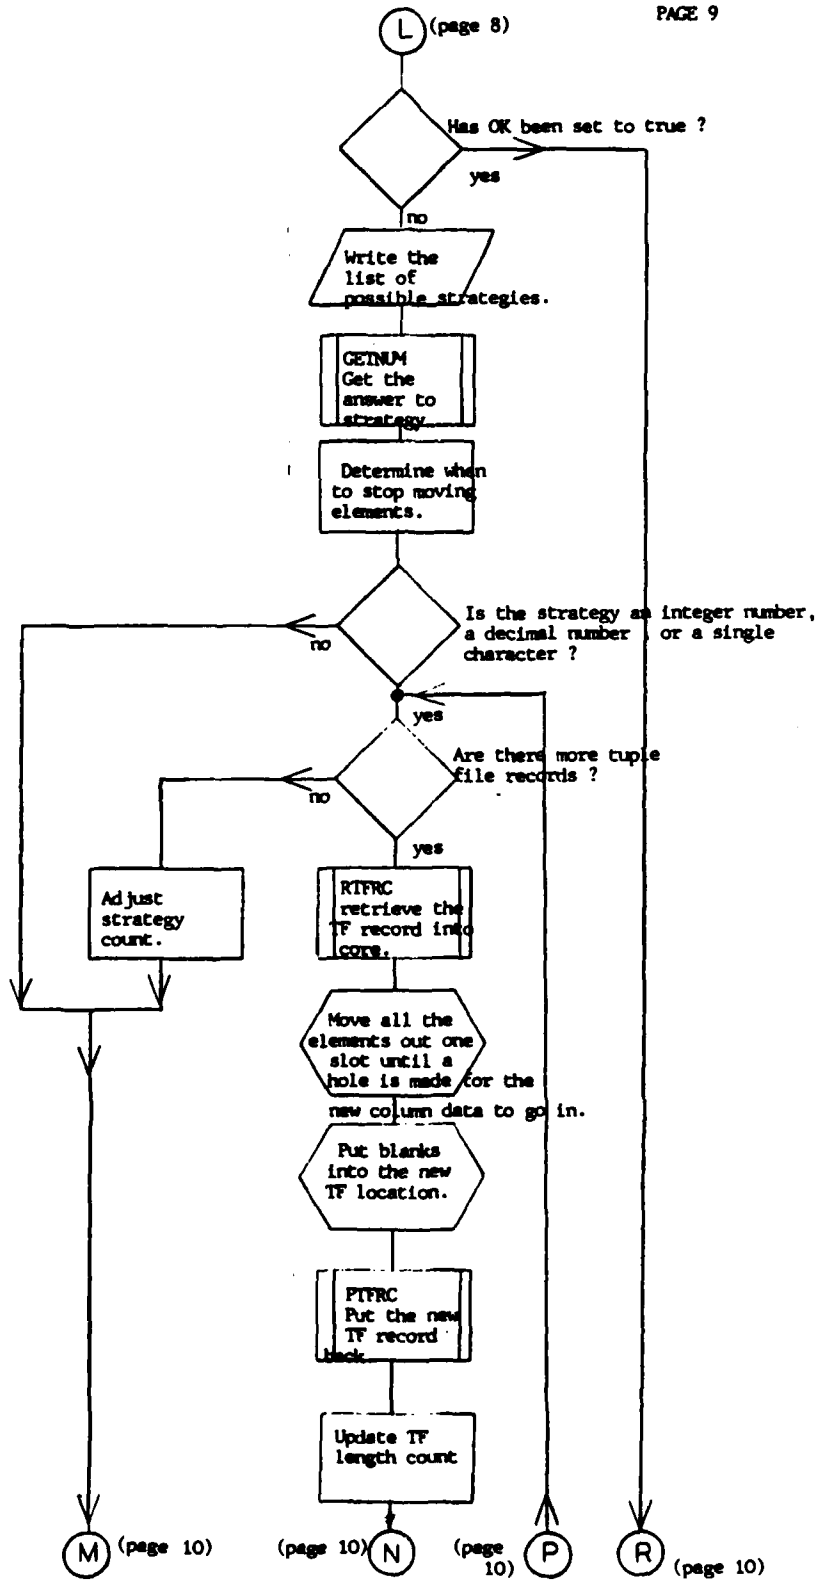 PAGE 9
L (page 8)
Has OK been set to true ?
yes
no
Write the
list of
possible strategies.
GETNUM
Get the
answer to
strategy
Determine when
to stop moving
elements.
Is the strategy an integer number,
a decimal number , or a single
character ?
no
yes
Are there more tuple
file records ?
no
yes
Adjust
strategy
count.
RTFRC
retrieve the
TF record into
core.
Move all the
elements out one
slot until a
hole is made for the
new column data to go in.
Put blanks
into the new
TF location.
PTFRC
Put the new
TF record
back
Update TF
length count
M (page 10)
(page 10) N
(page
10) P
R (page 10)